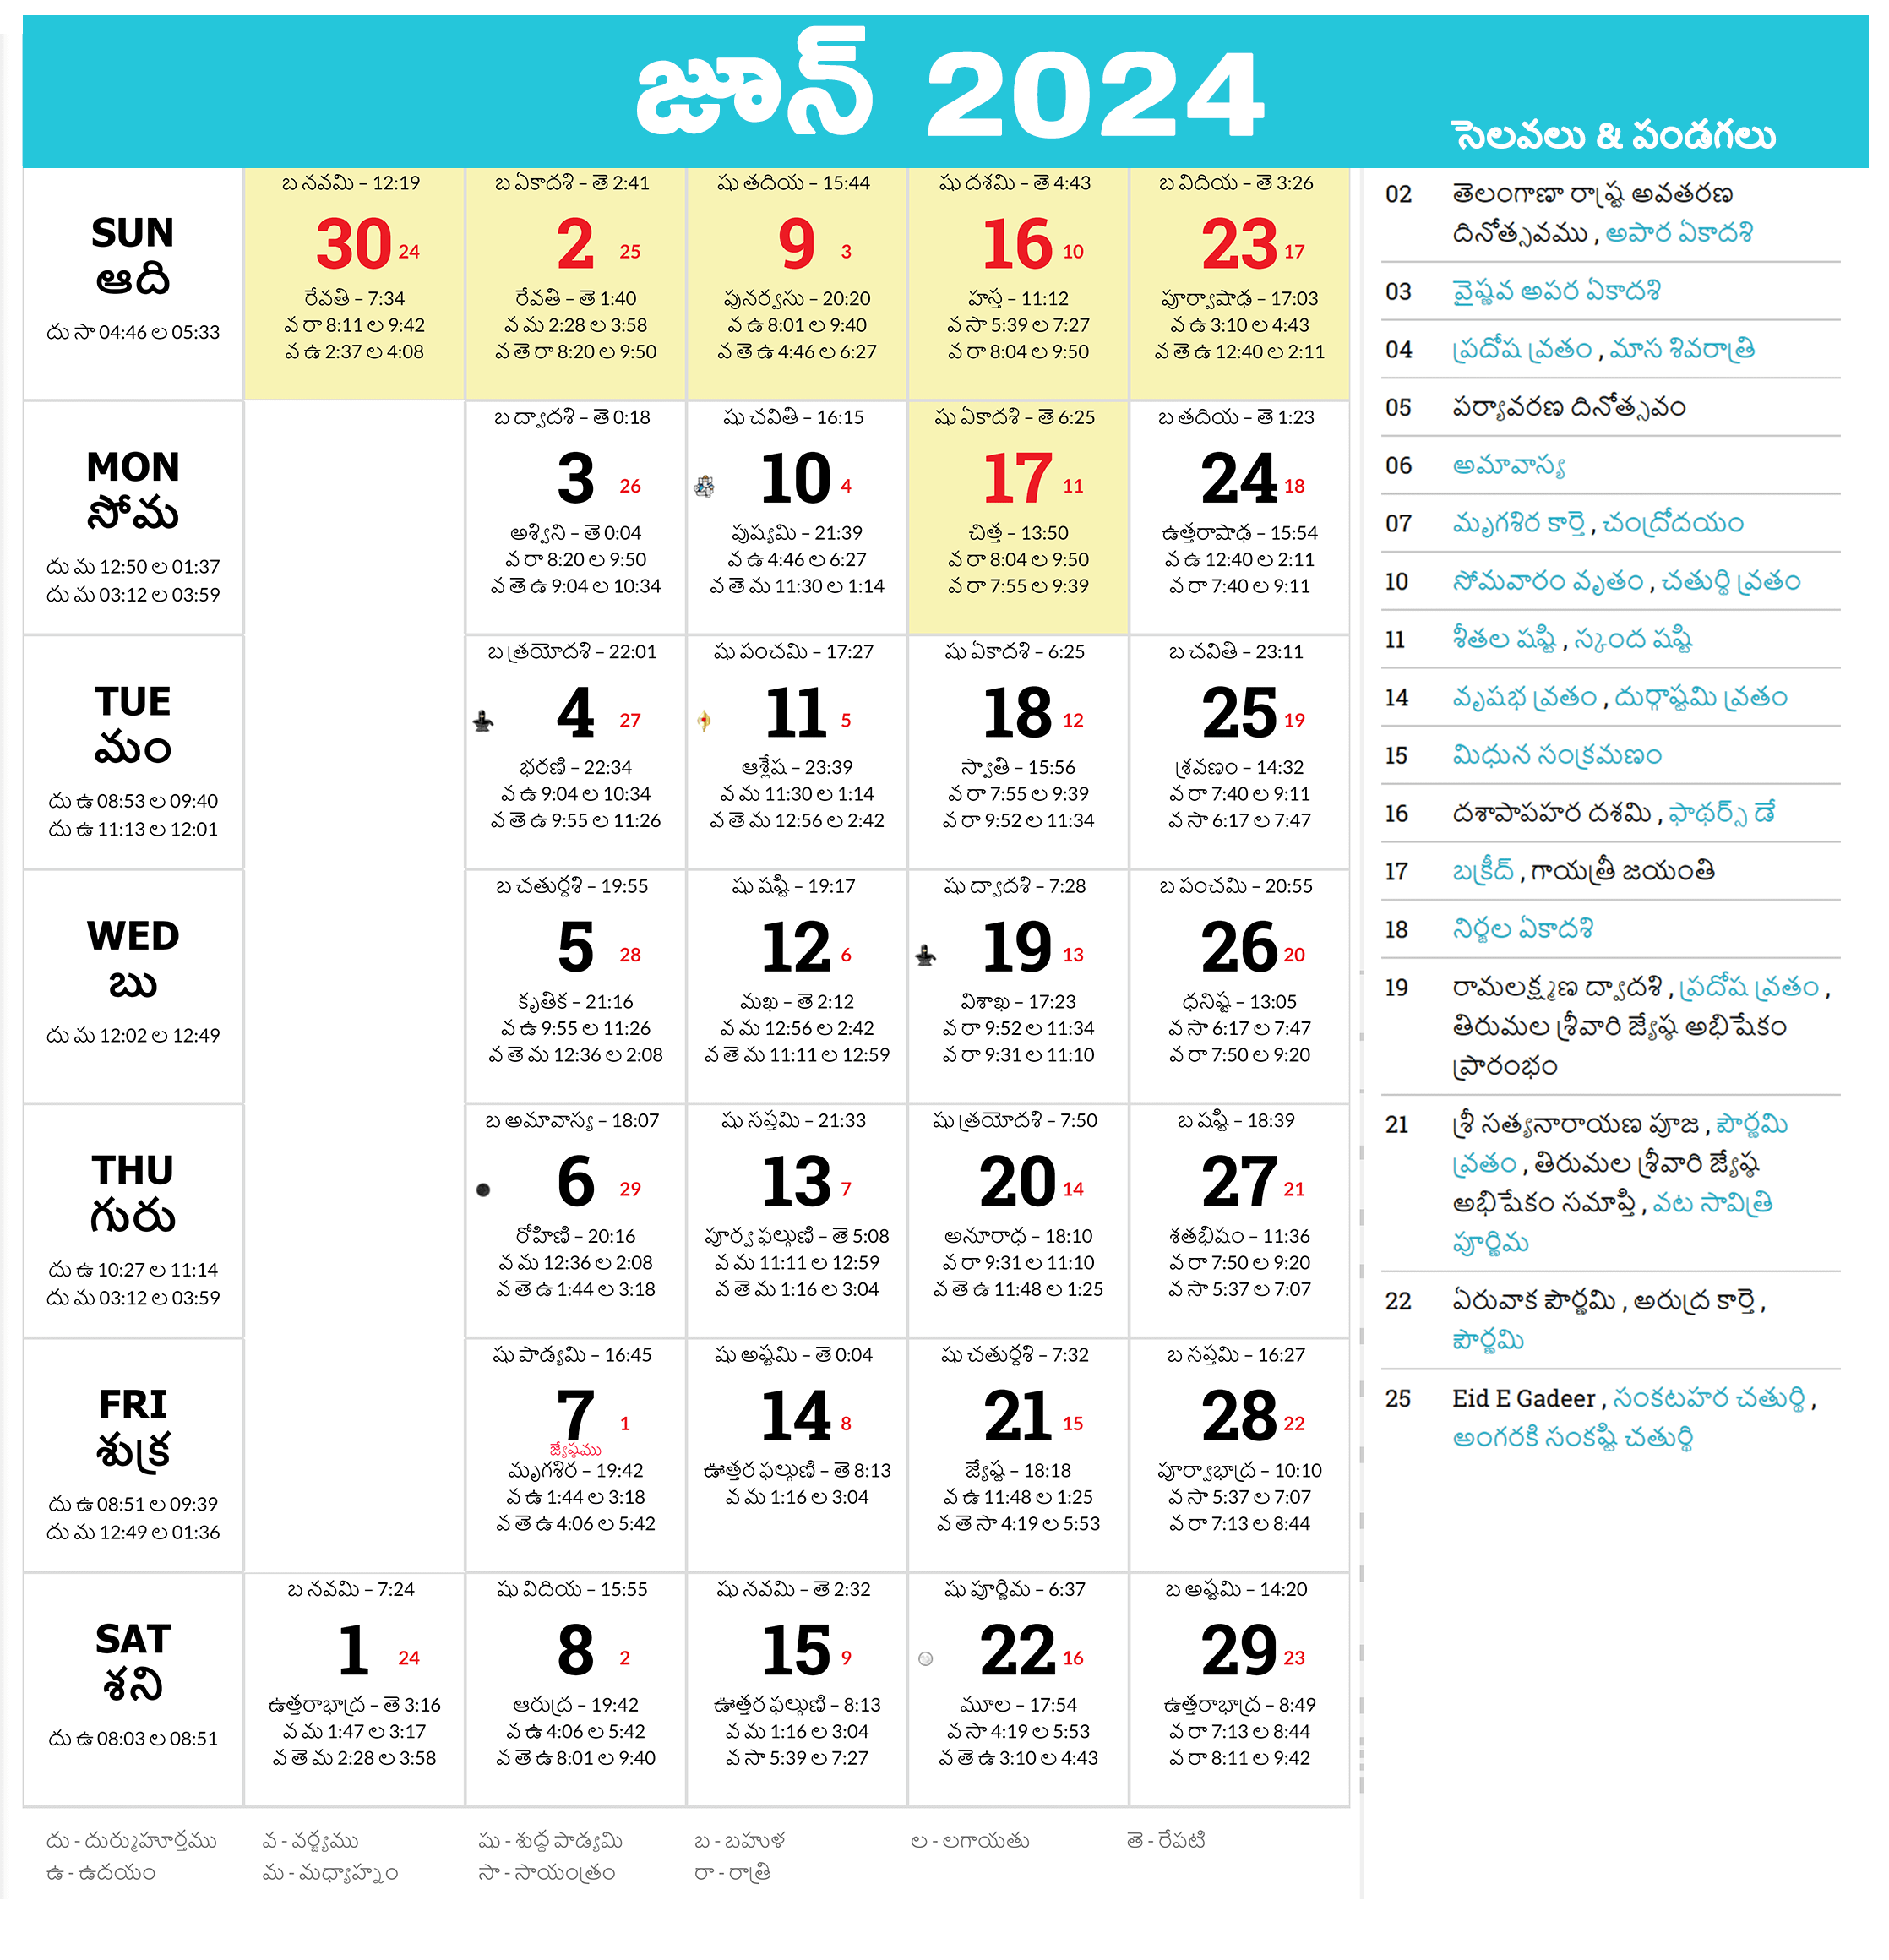 జూన్ 2024
సెలవలు & పండగలు
SUN
ఆది
దు సా 04:46 ల 05:33
బ నవమి – 12:19
30 24
రేవతి – 7:34
వ రా 8:11 ల 9:42
వ ఉ 2:37 ల 4:08
బ ఏకాదశి – తె 2:41
2 25
రేవతి – తె 1:40
వ మ 2:28 ల 3:58
వ తె రా 8:20 ల 9:50
షు తదియ – 15:44
9 3
పునర్వసు – 20:20
వ ఉ 8:01 ల 9:40
వ తె ఉ 4:46 ల 6:27
షు దశమి – తె 4:43
16 10
హస్త – 11:12
వ సా 5:39 ల 7:27
వ రా 8:04 ల 9:50
బ విదియ – తె 3:26
23 17
పూర్వాషాఢ – 17:03
వ ఉ 3:10 ల 4:43
వ తె ఉ 12:40 ల 2:11
MON
సోమ
దు మ 12:50 ల 01:37
దు మ 03:12 ల 03:59
బ ద్వాదశి – తె 0:18
3 26
అశ్విని – తె 0:04
వ రా 8:20 ల 9:50
వ తె ఉ 9:04 ల 10:34
షు చవితి – 16:15
10 4
పుష్యమి – 21:39
వ ఉ 4:46 ల 6:27
వ తె మ 11:30 ల 1:14
షు ఏకాదశి – తె 6:25
17 11
చిత్త – 13:50
వ రా 8:04 ల 9:50
వ రా 7:55 ల 9:39
బ తదియ – తె 1:23
24 18
ఉత్తరాషాఢ – 15:54
వ ఉ 12:40 ల 2:11
వ రా 7:40 ల 9:11
TUE
మం
దు ఉ 08:53 ల 09:40
దు ఉ 11:13 ల 12:01
బ త్రయోదశి – 22:01
4 27
భరణి – 22:34
వ ఉ 9:04 ల 10:34
వ తె ఉ 9:55 ల 11:26
షు పంచమి – 17:27
11 5
ఆశ్లేష – 23:39
వ మ 11:30 ల 1:14
వ తె మ 12:56 ల 2:42
షు ఏకాదశి – 6:25
18 12
స్వాతి – 15:56
వ రా 7:55 ల 9:39
వ రా 9:52 ల 11:34
బ చవితి – 23:11
25 19
శ్రవణం – 14:32
వ రా 7:40 ల 9:11
వ సా 6:17 ల 7:47
WED
బు
దు మ 12:02 ల 12:49
బ చతుర్దశి – 19:55
5 28
కృతిక – 21:16
వ ఉ 9:55 ల 11:26
వ తె మ 12:36 ల 2:08
షు షష్టి – 19:17
12 6
మఖ – తె 2:12
వ మ 12:56 ల 2:42
వ తె మ 11:11 ల 12:59
షు ద్వాదశి – 7:28
19 13
విశాఖ – 17:23
వ రా 9:52 ల 11:34
వ రా 9:31 ల 11:10
బ పంచమి – 20:55
26 20
ధనిష్ట – 13:05
వ సా 6:17 ల 7:47
వ రా 7:50 ల 9:20
THU
గురు
దు ఉ 10:27 ల 11:14
దు మ 03:12 ల 03:59
బ అమావాస్య – 18:07
6 29
రోహిణి – 20:16
వ మ 12:36 ల 2:08
వ తె ఉ 1:44 ల 3:18
షు సప్తమి – 21:33
13 7
పూర్వ ఫల్గుణి – తె 5:08
వ మ 11:11 ల 12:59
వ తె మ 1:16 ల 3:04
షు త్రయోదశి – 7:50
20 14
అనూరాధ – 18:10
వ రా 9:31 ల 11:10
వ తె ఉ 11:48 ల 1:25
బ షష్టి – 18:39
27 21
శతభిషం – 11:36
వ రా 7:50 ల 9:20
వ సా 5:37 ల 7:07
FRI
శుక్ర
దు ఉ 08:51 ల 09:39
దు మ 12:49 ల 01:36
షు పాడ్యమి – 16:45
7 1
జ్యేష్ఠము
మృగశిర – 19:42
వ ఉ 1:44 ల 3:18
వ తె ఉ 4:06 ల 5:42
షు అష్టమి – తె 0:04
14 8
ఊత్తర ఫల్గుణి – తె 8:13
వ మ 1:16 ల 3:04
షు చతుర్దశి – 7:32
21 15
జ్యేష్ట – 18:18
వ ఉ 11:48 ల 1:25
వ తె సా 4:19 ల 5:53
బ సప్తమి – 16:27
28 22
పూర్వాభాద్ర – 10:10
వ సా 5:37 ల 7:07
వ రా 7:13 ల 8:44
SAT
శని
దు ఉ 08:03 ల 08:51
బ నవమి – 7:24
1 24
ఉత్తరాభాద్ర – తె 3:16
వ మ 1:47 ల 3:17
వ తె మ 2:28 ల 3:58
షు విదియ – 15:55
8 2
ఆరుద్ర – 19:42
వ ఉ 4:06 ల 5:42
వ తె ఉ 8:01 ల 9:40
షు నవమి – తె 2:32
15 9
ఊత్తర ఫల్గుణి – 8:13
వ మ 1:16 ల 3:04
వ సా 5:39 ల 7:27
షు పూర్ణిమ – 6:37
22 16
మూల – 17:54
వ సా 4:19 ల 5:53
వ తె ఉ 3:10 ల 4:43
బ అష్టమి – 14:20
29 23
ఉత్తరాభాద్ర – 8:49
వ రా 7:13 ల 8:44
వ రా 8:11 ల 9:42
దు - దుర్ముహూర్తము వ - వర్జ్యము షు - శుద్ధ పాడ్యమి బ - బహుళ ల - లగాయతు తె - రేపటి
ఉ - ఉదయం మ - మధ్యాహ్నం సా - సాయంత్రం రా - రాత్రి
02 తెలంగాణా రాష్ట్ర అవతరణ
దినోత్సవము , అపార ఏకాదశి
03 వైష్ణవ అపర ఏకాదశి
04 ప్రదోష వ్రతం , మాస శివరాత్రి
05 పర్యావరణ దినోత్సవం
06 అమావాస్య
07 మృగశిర కార్తె , చంద్రోదయం
10 సోమవారం వృతం , చతుర్థి వ్రతం
11 శీతల షష్టి , స్కంద షష్టి
14 వృషభ వ్రతం , దుర్గాష్టమి వ్రతం
15 మిధున సంక్రమణం
16 దశాపాపహర దశమి , ఫాథర్స్ డే
17 బక్రీద్ , గాయత్రీ జయంతి
18 నిర్జల ఏకాదశి
19 రామలక్ష్మణ ద్వాదశి , ప్రదోష వ్రతం ,
తిరుమల శ్రీవారి జ్యేష్ఠ అభిషేకం
ప్రారంభం
21 శ్రీ సత్యనారాయణ పూజ , పౌర్ణమి
వ్రతం , తిరుమల శ్రీవారి జ్యేష్ఠ
అభిషేకం సమాప్తి , వట సావిత్రి
పూర్ణిమ
22 ఏరువాక పౌర్ణమి , అరుద్ర కార్తె ,
పౌర్ణమి
25 Eid E Gadeer , సంకటహర చతుర్థి ,
అంగరకి సంకష్టి చతుర్థి